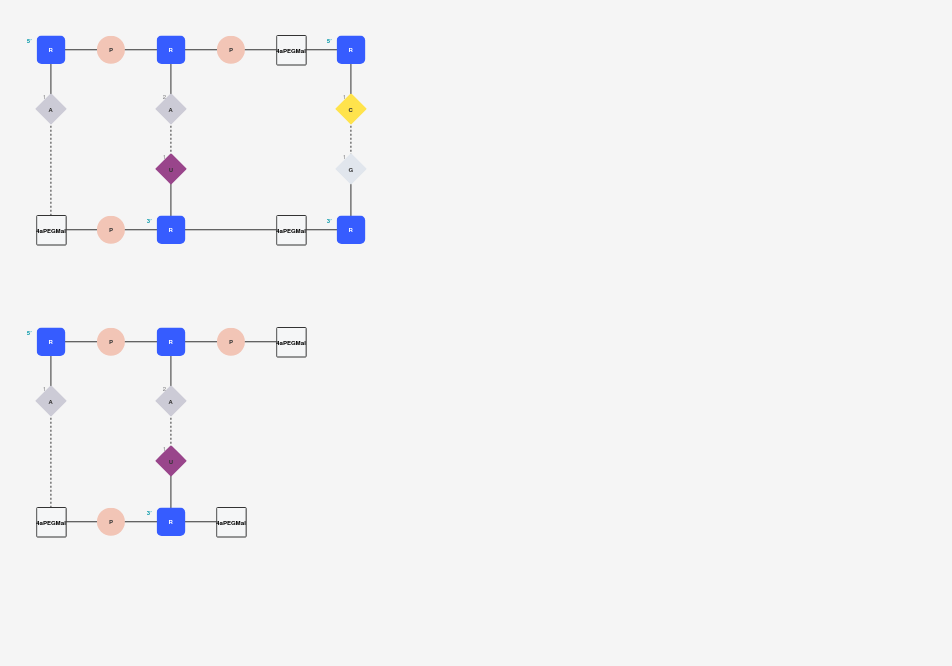 5' R P R P 4aPEGMal 5' R
1 A 2 A 1 C
1 U 1 G
4aPEGMal P 3' R 4aPEGMal 3' R
5' R P R P 4aPEGMal
1 A 2 A
1 U
4aPEGMal P 3' R 4aPEGMal